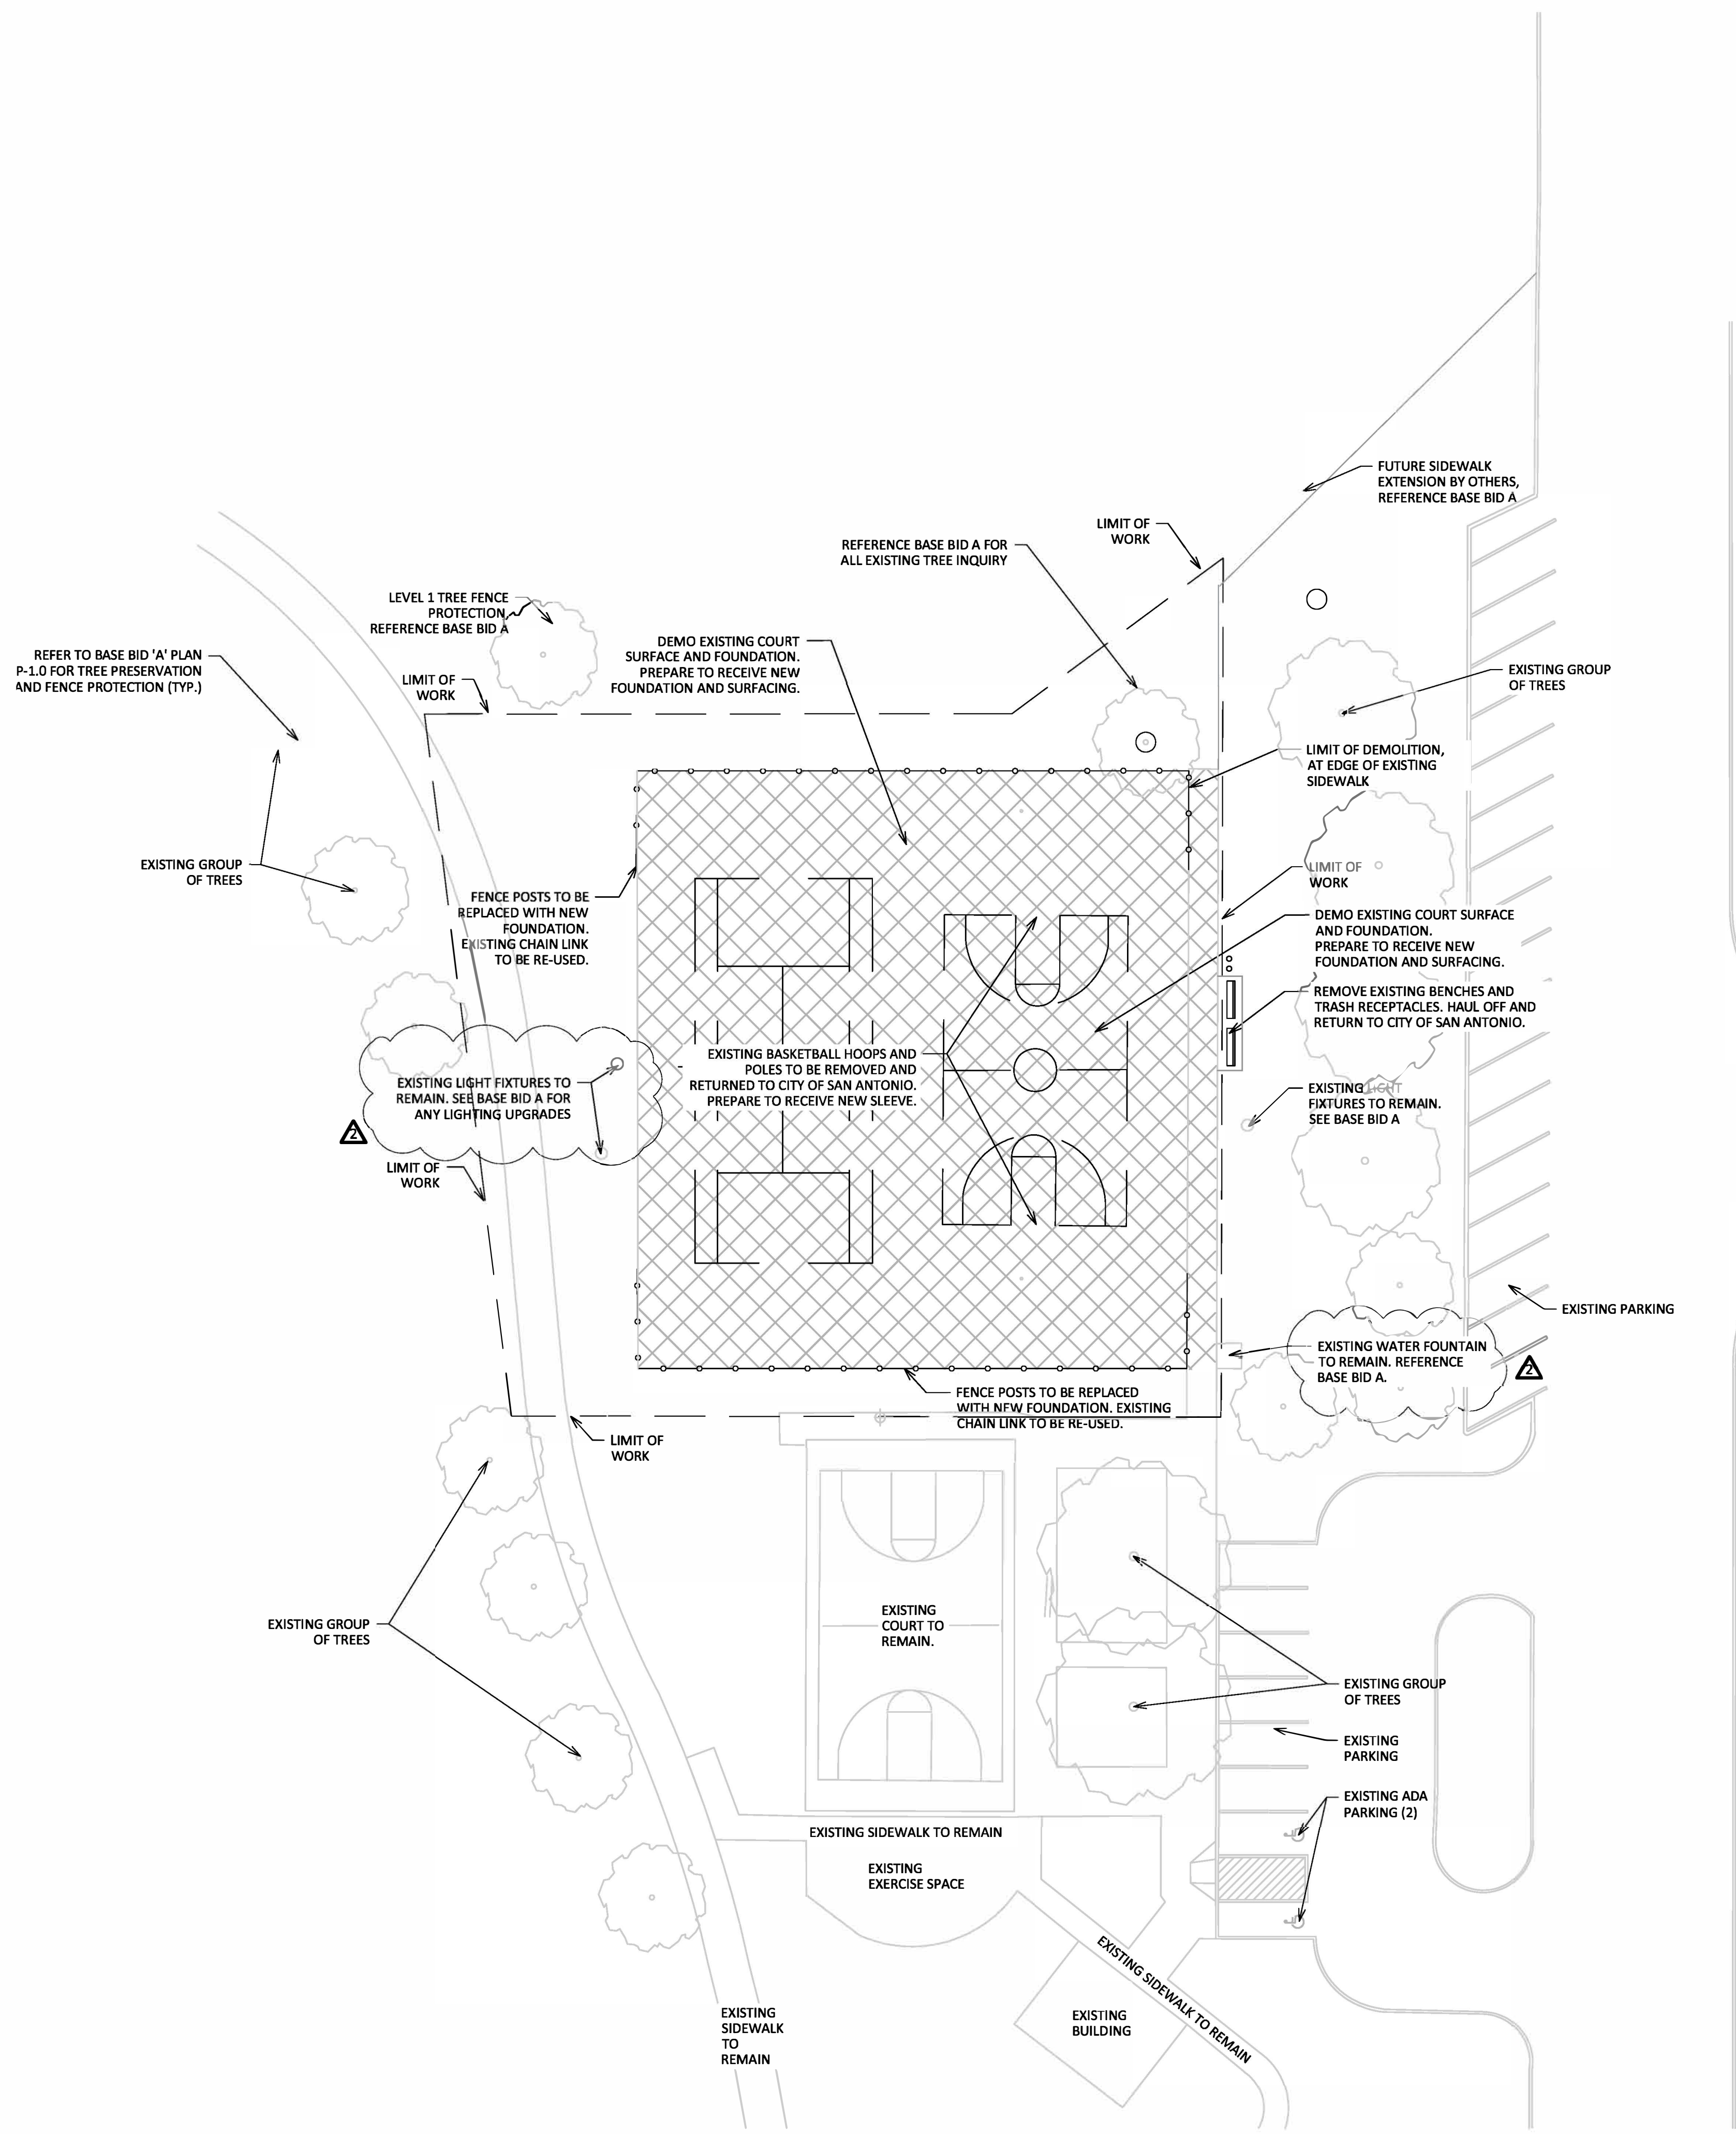 FUTURE SIDEWALK
EXTENSION BY OTHERS,
REFERENCE BASE BID A
LIMIT OF
WORK
REFERENCE BASE BID A FOR
ALL EXISTING TREE INQUIRY
LEVEL 1 TREE FENCE
PROTECTION,
REFERENCE BASE BID A
DEMO EXISTING COURT
SURFACE AND FOUNDATION.
PREPARE TO RECEIVE NEW
FOUNDATION AND SURFACING.
REFER TO BASE BID 'A' PLAN
P-1.0 FOR TREE PRESERVATION
AND FENCE PROTECTION (TYP.)
LIMIT OF
WORK
EXISTING GROUP
OF TREES
LIMIT OF DEMOLITION,
AT EDGE OF EXISTING
SIDEWALK
EXISTING GROUP
OF TREES
LIMIT OF
WORK
FENCE POSTS TO BE
REPLACED WITH NEW
FOUNDATION.
EXISTING CHAIN LINK
TO BE RE-USED.
DEMO EXISTING COURT SURFACE
AND FOUNDATION.
PREPARE TO RECEIVE NEW
FOUNDATION AND SURFACING.
REMOVE EXISTING BENCHES AND
TRASH RECEPTACLES. HAUL OFF AND
RETURN TO CITY OF SAN ANTONIO.
EXISTING BASKETBALL HOOPS AND
POLES TO BE REMOVED AND
RETURNED TO CITY OF SAN ANTONIO.
PREPARE TO RECEIVE NEW SLEEVE.
EXISTING LIGHT FIXTURES TO
REMAIN. SEE BASE BID A FOR
ANY LIGHTING UPGRADES
2
EXISTING LIGHT
FIXTURES TO REMAIN.
SEE BASE BID A
LIMIT OF
WORK
EXISTING PARKING
EXISTING WATER FOUNTAIN
TO REMAIN. REFERENCE
BASE BID A.
2
FENCE POSTS TO BE REPLACED
WITH NEW FOUNDATION. EXISTING
CHAIN LINK TO BE RE-USED.
LIMIT OF
WORK
EXISTING GROUP
OF TREES
EXISTING
COURT TO
REMAIN.
EXISTING GROUP
OF TREES
EXISTING
PARKING
EXISTING ADA
PARKING (2)
EXISTING SIDEWALK TO REMAIN
EXISTING
EXERCISE SPACE
EXISTING SIDEWALK TO REMAIN
EXISTING
SIDEWALK
TO
REMAIN
EXISTING
BUILDING